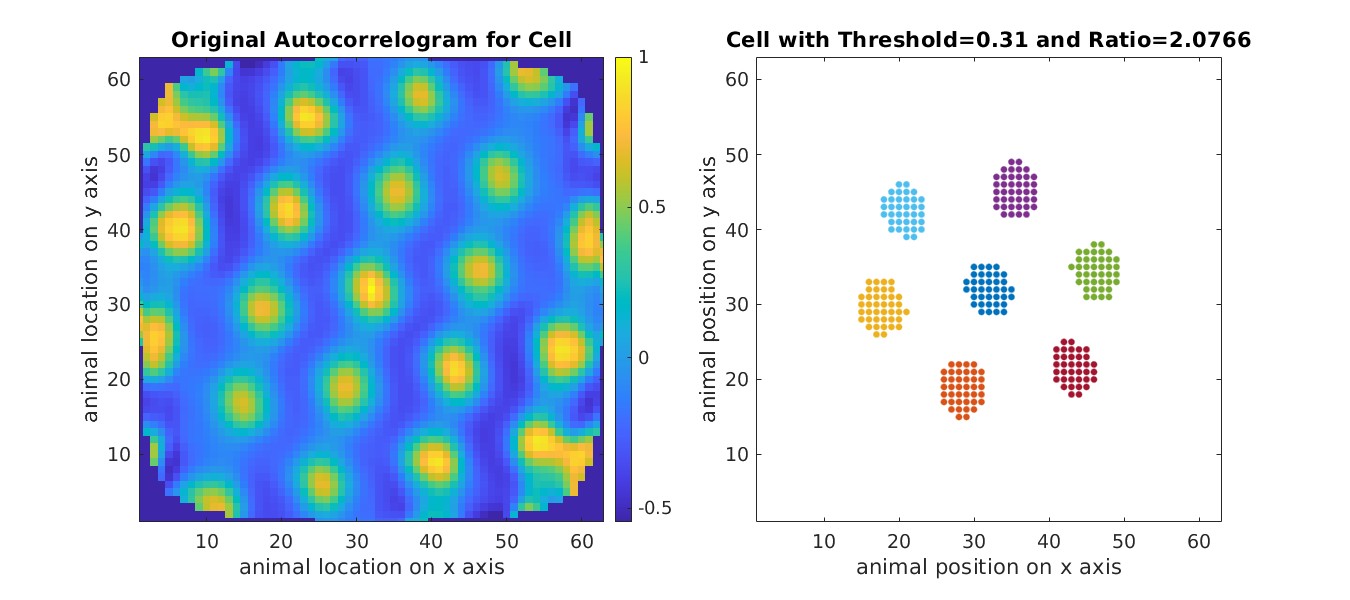 Original Autocorrelogram for Cell
60
50
40
30
20
10
10 20 30 40 50 60
animal location on y axis
animal location on x axis
1
0.5
0
-0.5
Cell with Threshold=0.31 and Ratio=2.0766
60
50
40
30
20
10
10 20 30 40 50 60
animal position on y axis
animal position on x axis